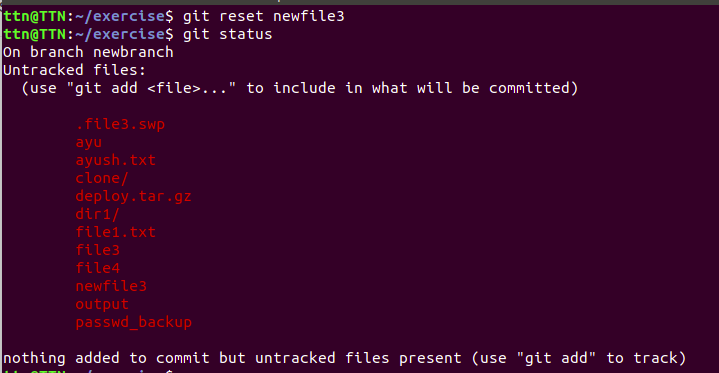 ttn@TTN:~/exercise$ git reset newfile3
ttn@TTN:~/exercise$ git status
On branch newbranch
Untracked files:
  (use "git add <file>..." to include in what will be committed)

        .file3.swp
        ayu
        ayush.txt
        clone/
        deploy.tar.gz
        dir1/
        file1.txt
        file3
        file4
        newfile3
        output
        passwd_backup

nothing added to commit but untracked files present (use "git add" to track)
ttn@TTN:~/exercise$